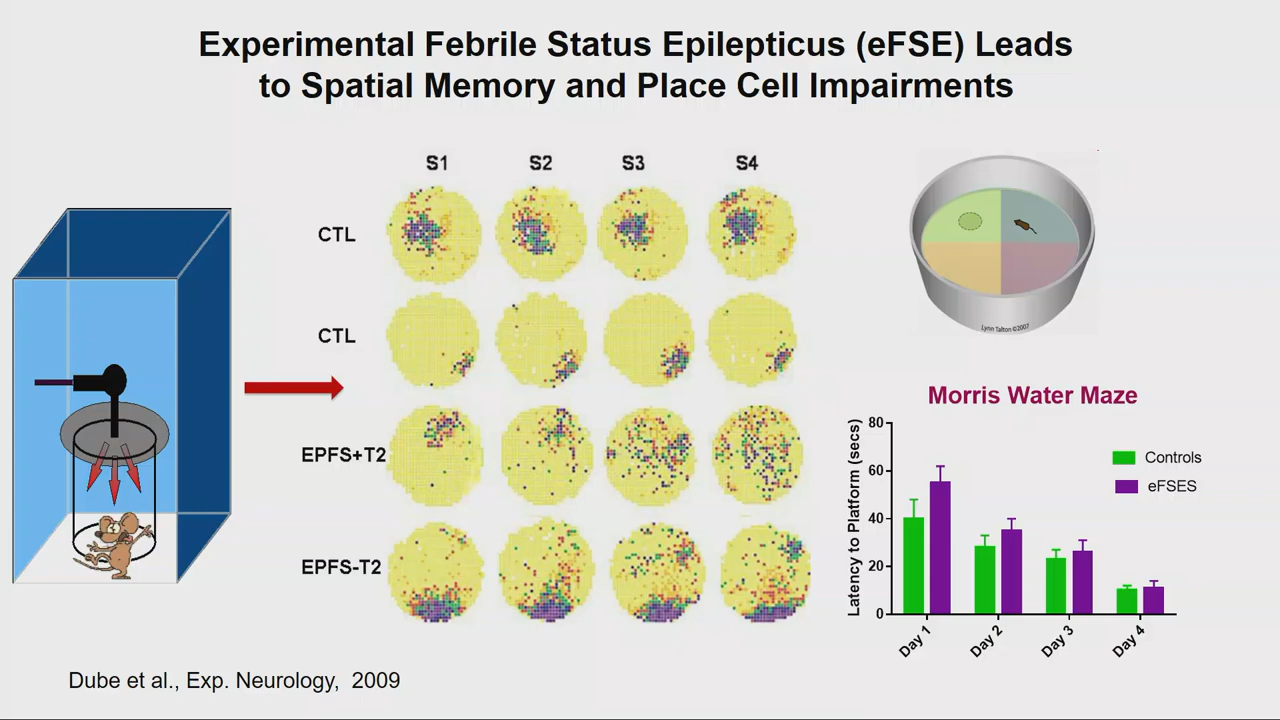 Experimental Febrile Status Epilepticus (eFSE) Leads
to Spatial Memory and Place Cell Impairments
S1 S2 S3 S4
CTL
CTL
EPFS+T2
EPFS-T2
Lynn Talton ©2007
Morris Water Maze
Latency to Platform (secs)
80
60
40
20
0
Controls
eFSES
Day 1 Day 2 Day 3 Day 4
Dube et al., Exp. Neurology, 2009